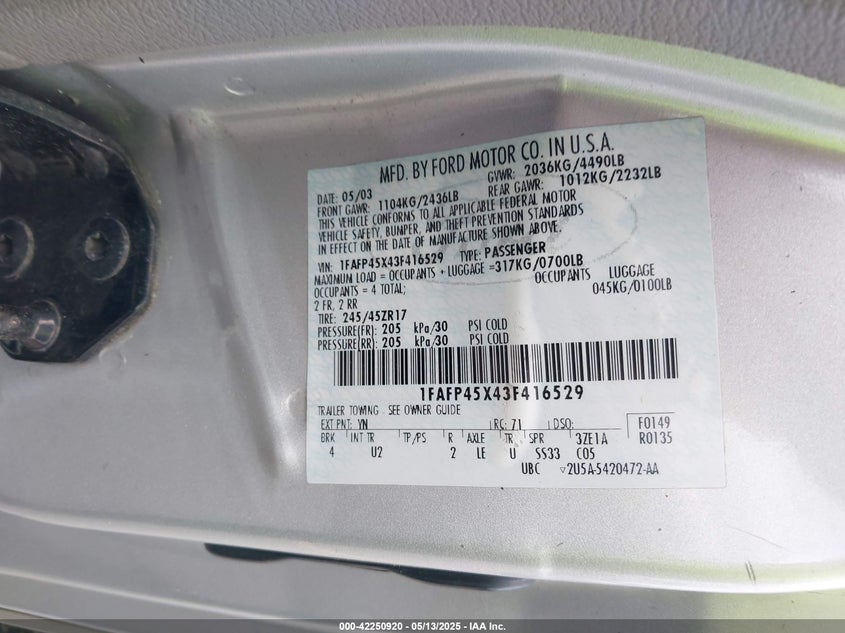 MFD. BY FORD MOTOR CO. IN U.S.A.
DATE: 05/03 GVWR: 2036KG/4490LB
FRONT GAWR: 1104KG/2436LB REAR GAWR: 1012KG/2232LB
THIS VEHICLE CONFORMS TO ALL APPLICABLE FEDERAL MOTOR
VEHICLE SAFETY, BUMPER, AND THEFT PREVENTION STANDARDS
IN EFFECT ON THE DATE OF MANUFACTURE SHOWN ABOVE.
VIN: 1FAFP45X43F416529 TYPE: PASSENGER
MAXIMUM LOAD = OCCUPANTS + LUGGAGE =317KG/0700LB
OCCUPANTS = 4 TOTAL; OCCUPANTS LUGGAGE
2 FR, 2 RR 045KG/0100LB
TIRE: 245/45ZR17
PRESSURE(FR) 205 kPa/30 PSI COLD
PRESSURE(RR) 205 kPa/30 PSI COLD
1FAFP45X43F416529
TRAILER TOWING SEE OWNER GUIDE
EXT PNT: YN RC: 71 DSO: F0149
BRK INT TR TP/PS R AXLE TR SPR 3ZE1A R0135
4 U2 2 LE U SS33 C05
UBC ▽2U5A-5420472-AA
000-42250920 - 05/13/2025 - IAA Inc.